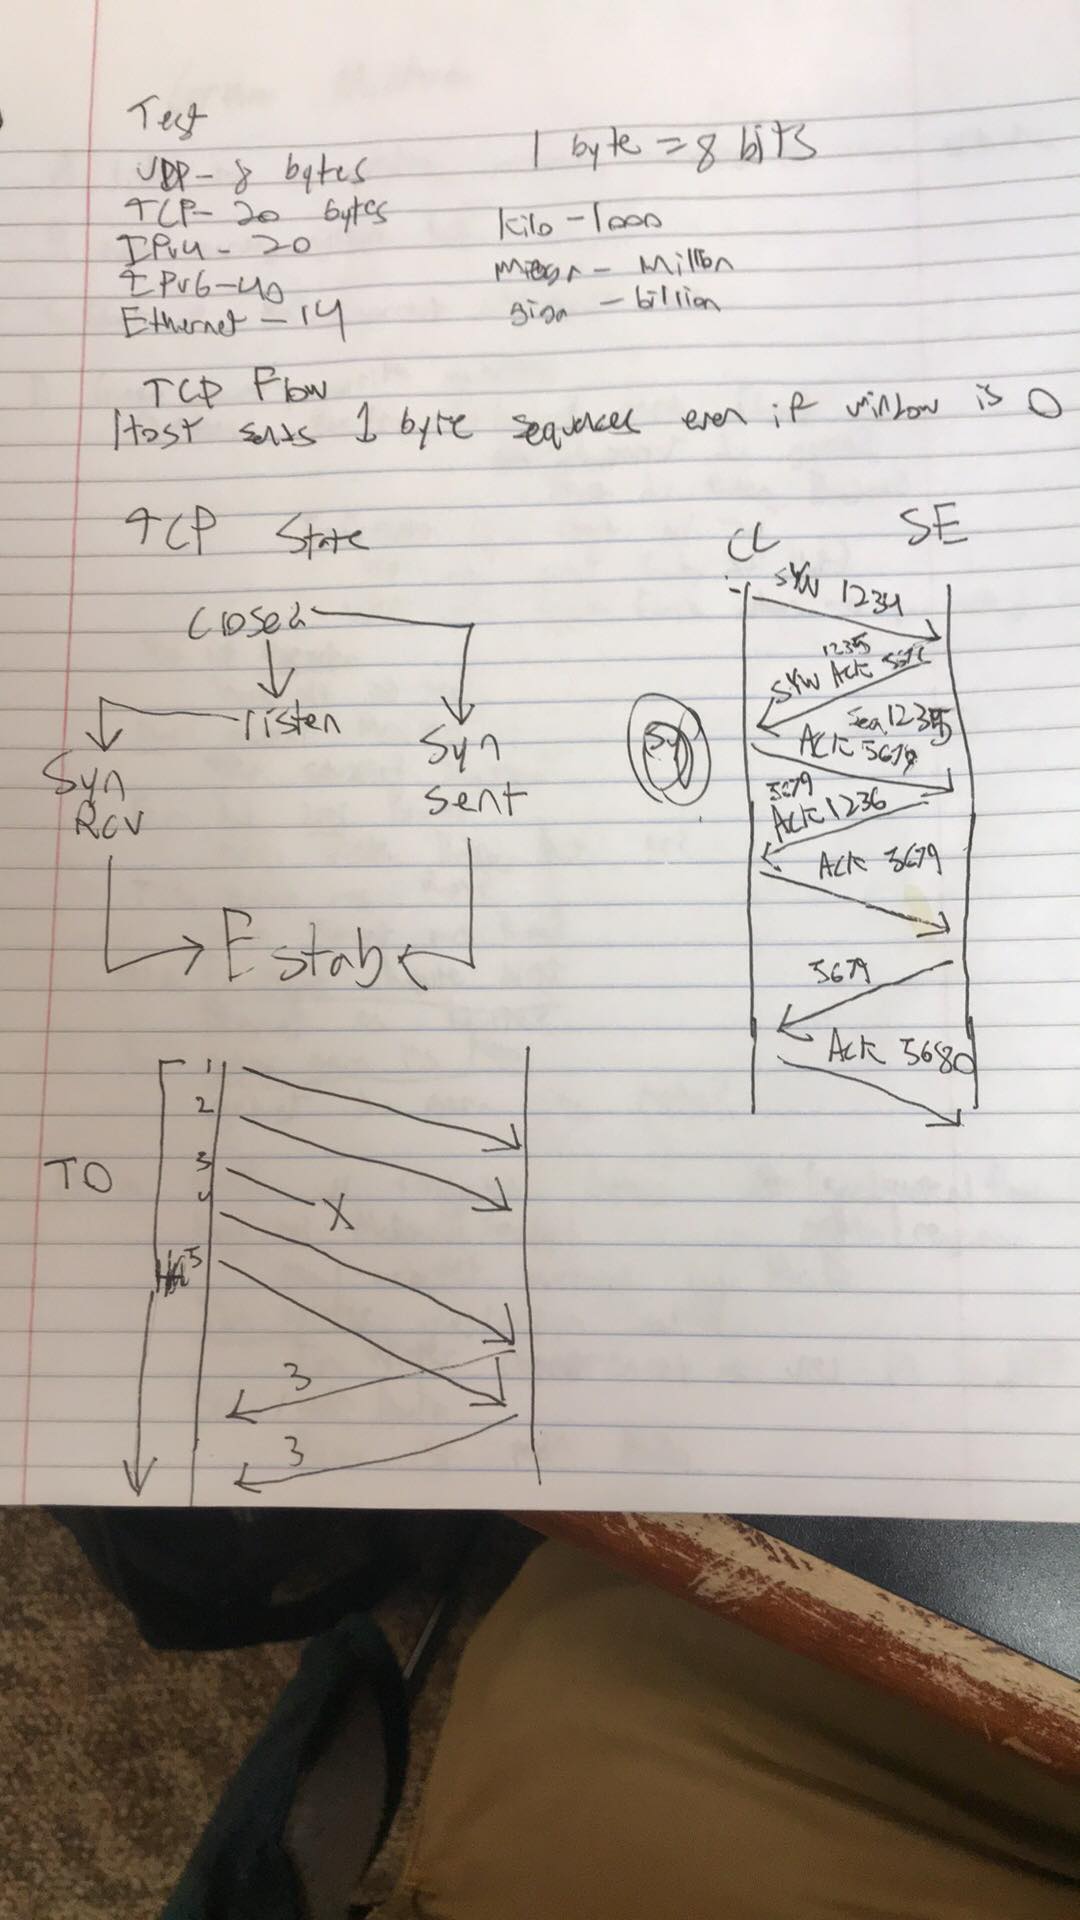 Test
UDP - 8 bytes
1 byte = 8 bits
TCP - 20 bytes
IPv4 - 20
IPv6 - 40
Ethernet - 14
kilo - 1000
mega - million
giga - billion
TCP Flow
Host sends 1 byte sequences even if window is 0
TCP State
closed
listen
Syn
Rcv
Syn
sent
Estab
CL SE
SYN 1234
1235
SYN Ack
Seq 1235
Ack 5679
5679
Ack 1236
Ack 5679
5679
Ack 5680
TO
1
2
3
4
5
X
3
3